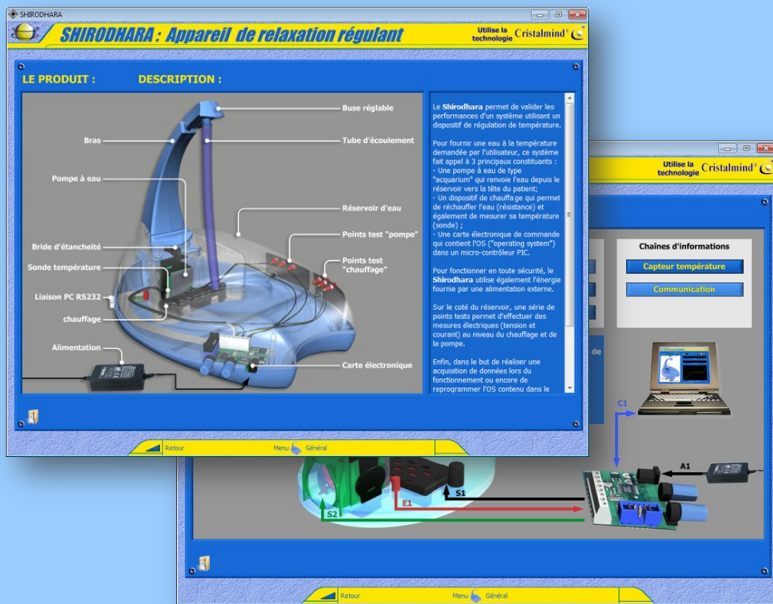 SHIRODHARA
SHIRODHARA : Appareil de relaxation régulant
Utilise la
technologie Cristalmind®
LE PRODUIT :
DESCRIPTION :
Buse réglable
Bras
Tube d'écoulement
Pompe à eau
Réservoir d'eau
Points test "pompe"
Bride d'étancheité
Points test
"chauffage"
Sonde température
Liaison PC RS232
chauffage
Alimentation
Carte électronique
Le Shirodhara permet de valider les
performances d'un système utilisant un
dispositif de régulation de température.
Pour fournir une eau à la température
demandée par l'utilisateur, ce système
fait appel à 3 principaux constituants :
- Une pompe à eau de type
"acquarium" qui renvoie l'eau depuis le
réservoir vers la tête du patient;
- Un dispositif de chauffage qui permet
de réchauffer l'eau (résistance) et
également de mesurer sa température
(sonde) ;
- Une carte électronique de commande
qui contient l'OS ("operating system")
dans un micro-contrôleur PIC.
Pour fonctionner en toute sécurité, le
Shirodhara utilise également l'énergie
fournie par une alimentation externe.
Sur le coté du réservoir, une série de
points tests permet d'effectuer des
mesures électriques (tension et
courant) au niveau du chauffage et de
la pompe.
Enfin, dans le but de réaliser une
acquisition de données lors du
fonctionnement ou encore de
reprogrammer l'OS contenu dans le
Retour
Menu Général
Utilise la
technologie Cristalmind®
Chaînes d'informations
Capteur température
Communication
de
C1
A1
S1
E1
S2
Retour
Menu Général